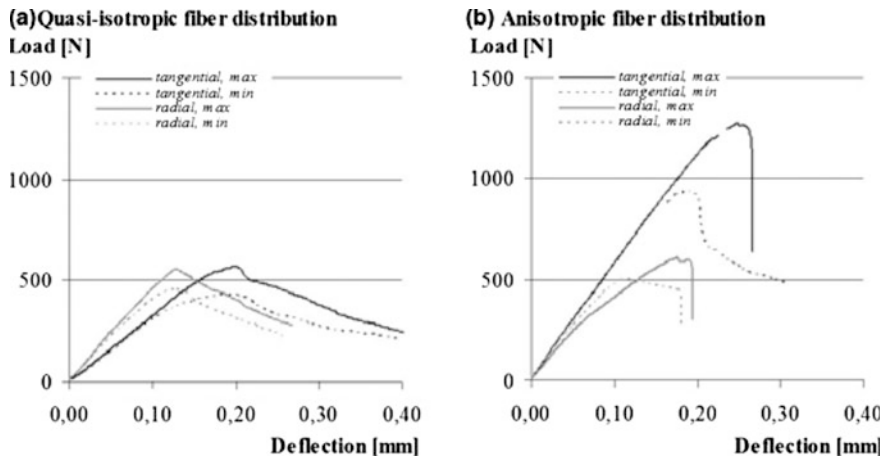 (a)Quasi-isotropic fiber distribution
Load [N]
1500
tangential, max
tangential, min
radial, max
radial, min
1000
500
0
0,00 0,10 0,20 0,30 0,40
Deflection [mm]
(b) Anisotropic fiber distribution
Load [N]
1500
tangential, max
tangential, min
radial, max
radial, min
1000
500
0
0,00 0,10 0,20 0,30 0,40
Deflection [mm]